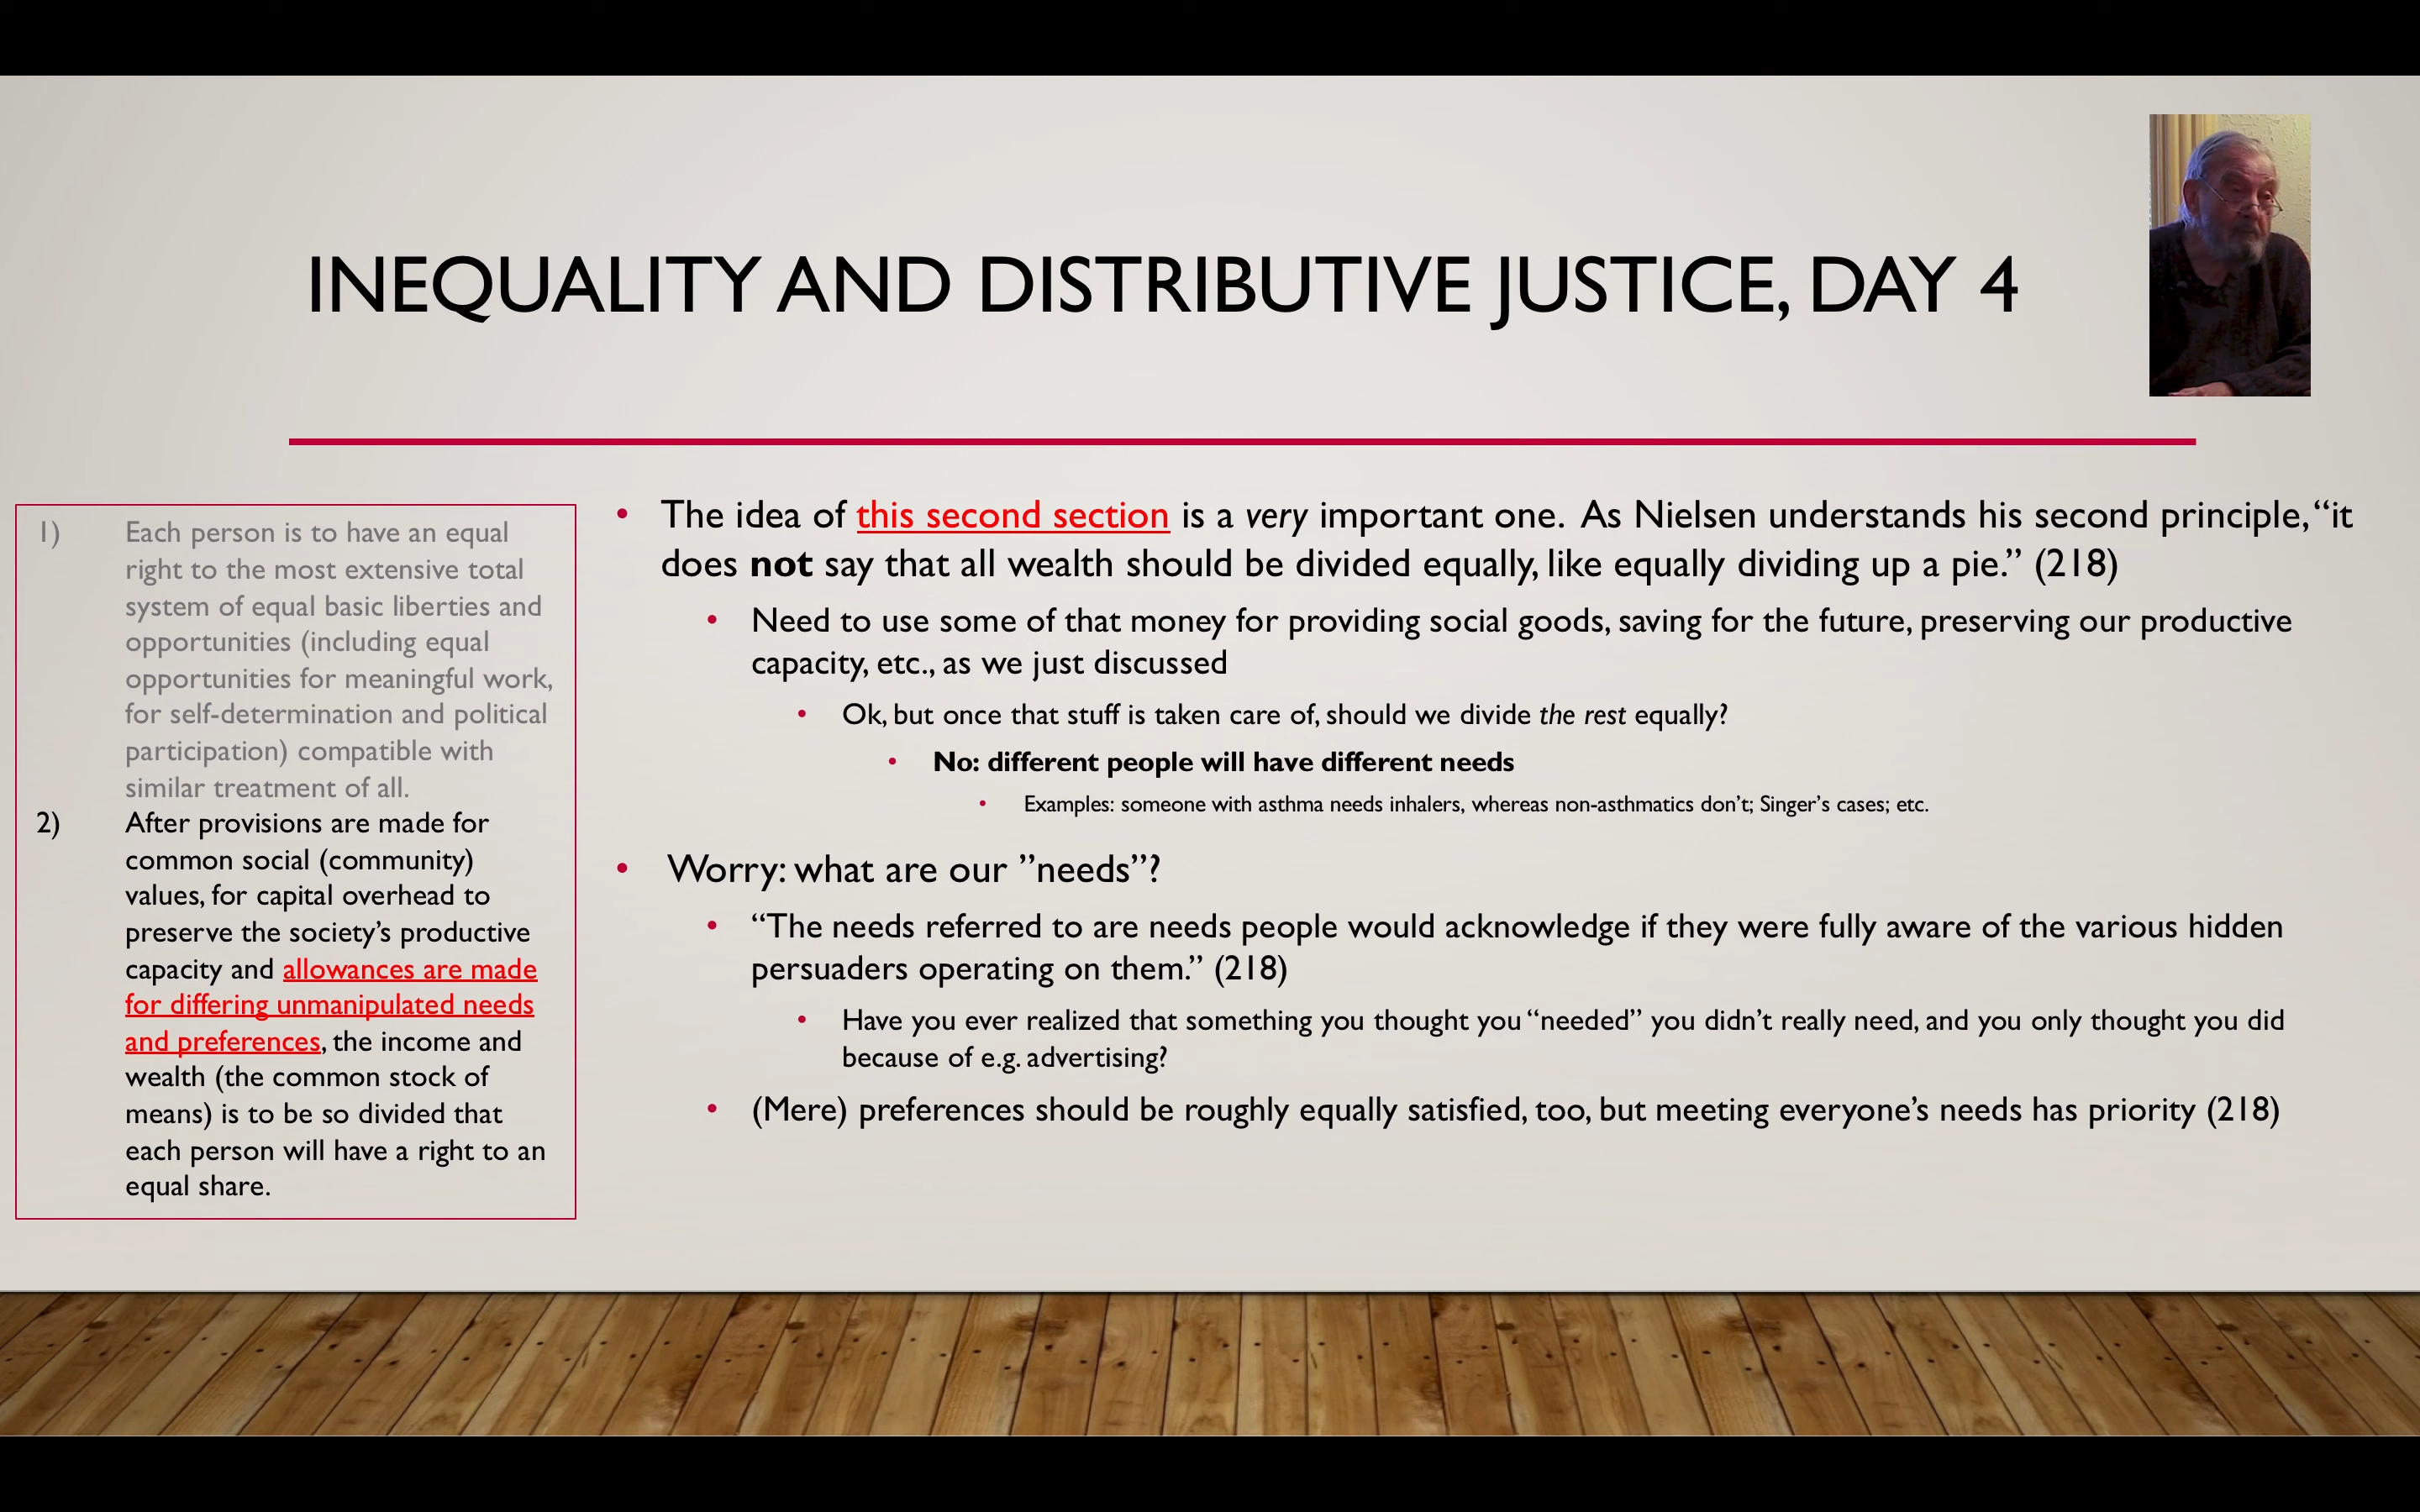 INEQUALITY AND DISTRIBUTIVE JUSTICE, DAY 4
1) Each person is to have an equal
right to the most extensive total
system of equal basic liberties and
opportunities (including equal
opportunities for meaningful work,
for self-determination and political
participation) compatible with
similar treatment of all.
2) After provisions are made for
common social (community)
values, for capital overhead to
preserve the society’s productive
capacity and allowances are made
for differing unmanipulated needs
and preferences, the income and
wealth (the common stock of
means) is to be so divided that
each person will have a right to an
equal share.
• The idea of this second section is a very important one. As Nielsen understands his second principle, “it
does not say that all wealth should be divided equally, like equally dividing up a pie.” (218)
• Need to use some of that money for providing social goods, saving for the future, preserving our productive
capacity, etc., as we just discussed
• Ok, but once that stuff is taken care of, should we divide the rest equally?
• No: different people will have different needs
• Examples: someone with asthma needs inhalers, whereas non-asthmatics don’t; Singer’s cases; etc.
• Worry: what are our ”needs”?
• “The needs referred to are needs people would acknowledge if they were fully aware of the various hidden
persuaders operating on them.” (218)
• Have you ever realized that something you thought you “needed” you didn’t really need, and you only thought you did
because of e.g. advertising?
• (Mere) preferences should be roughly equally satisfied, too, but meeting everyone’s needs has priority (218)